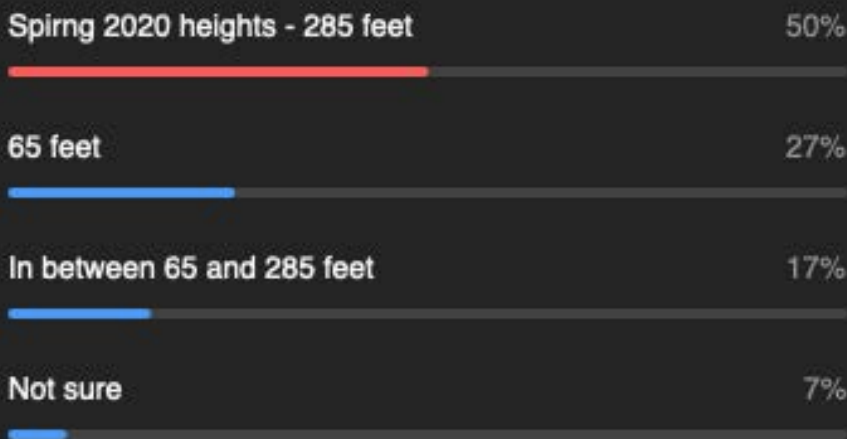 Spirng 2020 heights - 285 feet 50%
65 feet 27%
In between 65 and 285 feet 17%
Not sure 7%